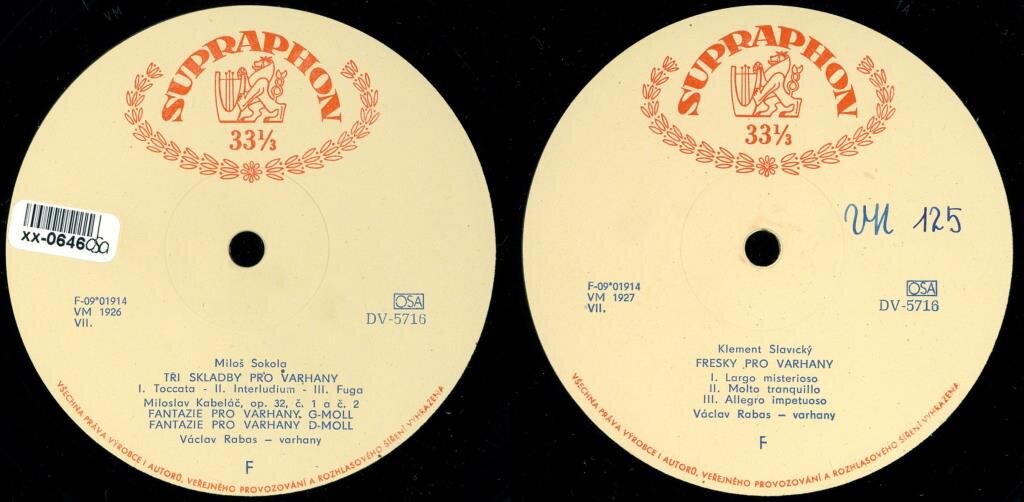 SUPRAPHON
33⅓
xx-0646
OSA
F-09*01914
VM 1926
VII.
OSA
DV-5716
Miloš Sokola
TŘI SKLADBY PRO VARHANY
I. Toccata - II. Interludium - III. Fuga
Miloslav Kabeláč, op. 32, č. 1 a č. 2
FANTAZIE PRO VARHANY G-MOLL
FANTAZIE PRO VARHANY D-MOLL
Václav Rabas – varhany
F
VŠECHNA PRÁVA VÝROBCE I AUTORŮ, VEŘEJNÉHO PROVOZOVÁNÍ A ROZHLASOVÉHO ŠÍŘENÍ VYHRAZENA
SUPRAPHON
33⅓
VM 125
F-09*01914
VM 1927
VII.
OSA
DV-5716
Klement Slavický
FRESKY PRO VARHANY
I. Largo misterioso
II. Molto tranquillo
III. Allegro impetuoso
Václav Rabas – varhany
F
VŠECHNA PRÁVA VÝROBCE I AUTORŮ, VEŘEJNÉHO PROVOZOVÁNÍ A ROZHLASOVÉHO ŠÍŘENÍ VYHRAZENA